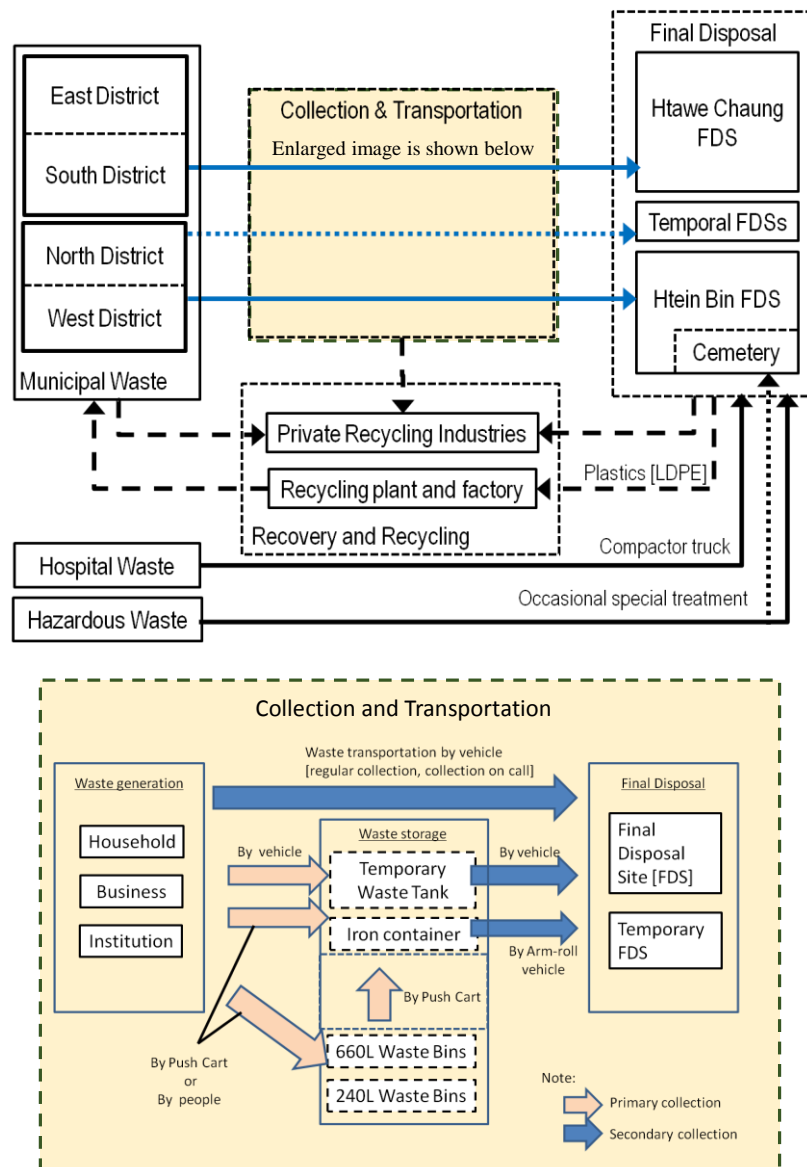 Final Disposal
East District
South District
North District
West District
Municipal Waste
Collection & Transportation
Enlarged image is shown below
Htawe Chaung
FDS
Temporal FDSs
Htein Bin FDS
Cemetery
Private Recycling Industries
Recycling plant and factory
Recovery and Recycling
Plastics [LDPE]
Compactor truck
Hospital Waste
Occasional special treatment
Hazardous Waste
Collection and Transportation
Waste transportation by vehicle
[regular collection, collection on call]
Waste generation
Household
Business
Institution
By vehicle
Waste storage
Temporary
Waste Tank
Iron container
By Push Cart
660L Waste Bins
240L Waste Bins
By vehicle
By Arm-roll
vehicle
Final Disposal
Final
Disposal
Site [FDS]
Temporary
FDS
By Push Cart
or
By people
Note:
Primary collection
Secondary collection